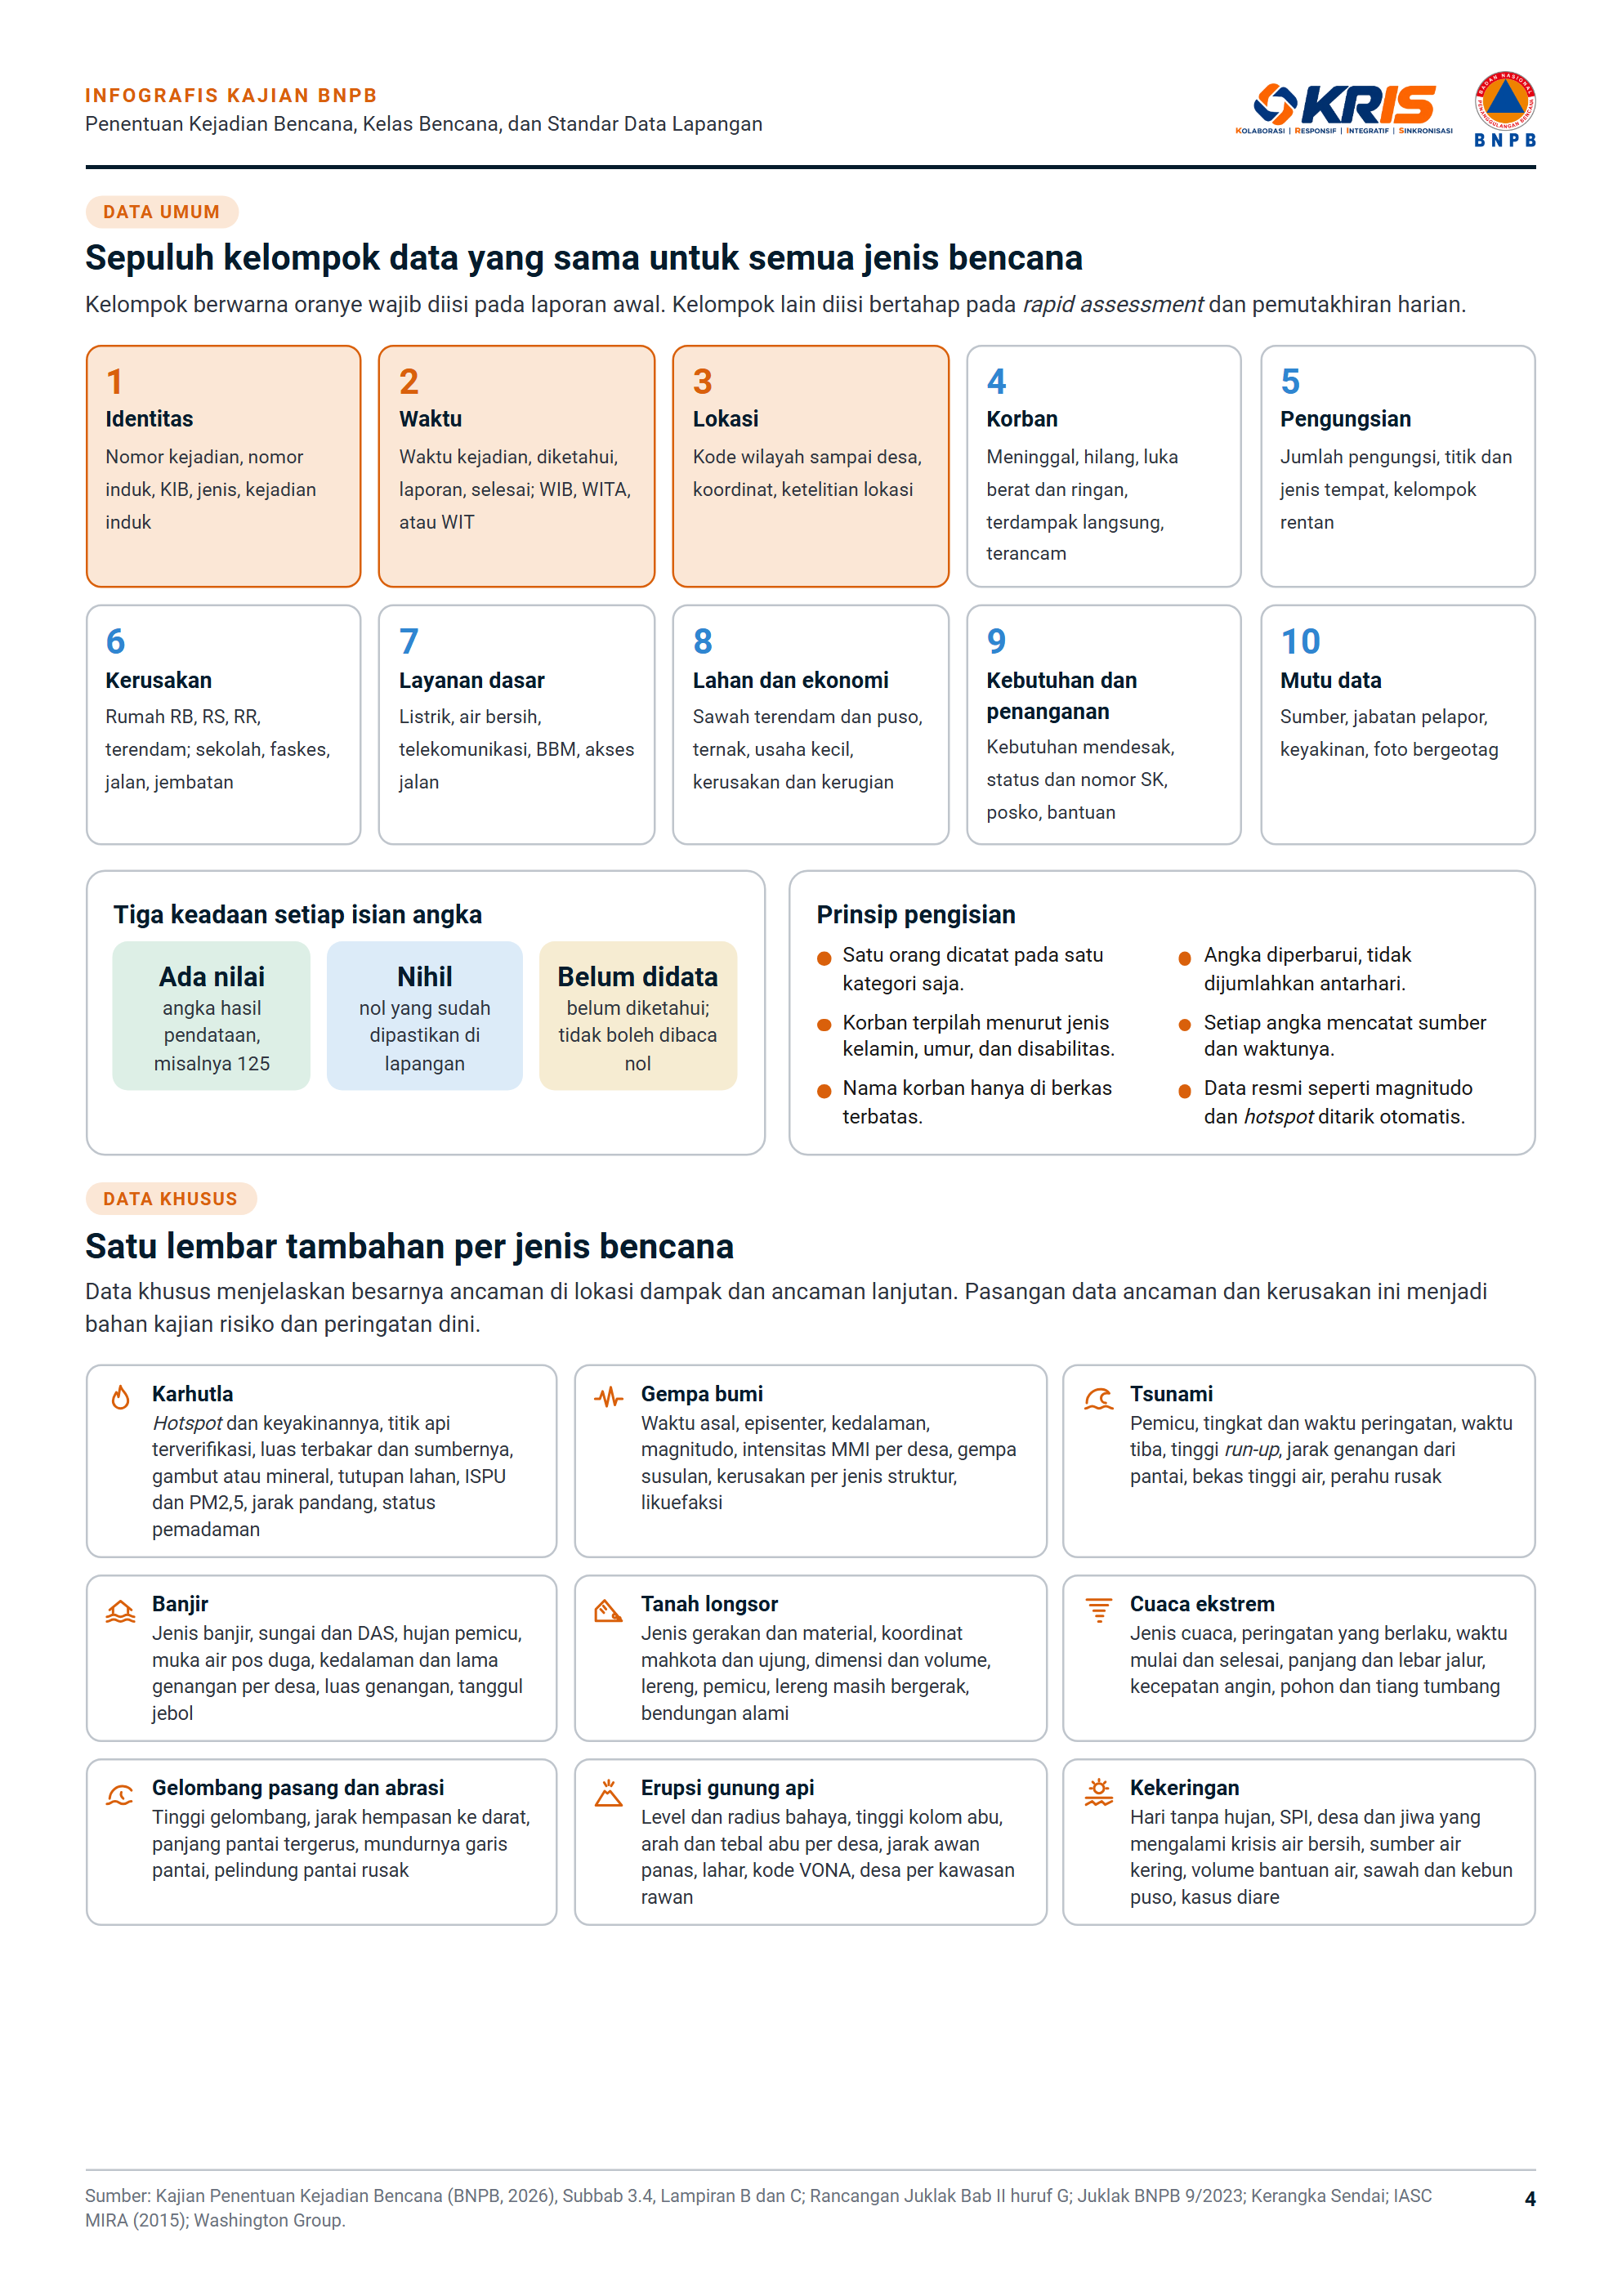 INFOGRAFIS KAJIAN BNPB
Penentuan Kejadian Bencana, Kelas Bencana, dan Standar Data Lapangan
KRIS
KOLABORASI | RESPONSIF | INTEGRATIF | SINKRONISASI
BADAN NASIONAL
PENANGGULANGAN BENCANA
BNPB
DATA UMUM
Sepuluh kelompok data yang sama untuk semua jenis bencana
Kelompok berwarna oranye wajib diisi pada laporan awal. Kelompok lain diisi bertahap pada rapid assessment dan pemutakhiran harian.
1
Identitas
Nomor kejadian, nomor
induk, KIB, jenis, kejadian
induk
2
Waktu
Waktu kejadian, diketahui,
laporan, selesai; WIB, WITA,
atau WIT
3
Lokasi
Kode wilayah sampai desa,
koordinat, ketelitian lokasi
4
Korban
Meninggal, hilang, luka
berat dan ringan,
terdampak langsung,
terancam
5
Pengungsian
Jumlah pengungsi, titik dan
jenis tempat, kelompok
rentan
6
Kerusakan
Rumah RB, RS, RR,
terendam; sekolah, faskes,
jalan, jembatan
7
Layanan dasar
Listrik, air bersih,
telekomunikasi, BBM, akses
jalan
8
Lahan dan ekonomi
Sawah terendam dan puso,
ternak, usaha kecil,
kerusakan dan kerugian
9
Kebutuhan dan
penanganan
Kebutuhan mendesak,
status dan nomor SK,
posko, bantuan
10
Mutu data
Sumber, jabatan pelapor,
keyakinan, foto bergeotag
Tiga keadaan setiap isian angka
Ada nilai
angka hasil
pendataan,
misalnya 125
Nihil
nol yang sudah
dipastikan di
lapangan
Belum didata
belum diketahui;
tidak boleh dibaca
nol
Prinsip pengisian
Satu orang dicatat pada satu
kategori saja.
Korban terpilah menurut jenis
kelamin, umur, dan disabilitas.
Nama korban hanya di berkas
terbatas.
Angka diperbarui, tidak
dijumlahkan antarhari.
Setiap angka mencatat sumber
dan waktunya.
Data resmi seperti magnitudo
dan hotspot ditarik otomatis.
DATA KHUSUS
Satu lembar tambahan per jenis bencana
Data khusus menjelaskan besarnya ancaman di lokasi dampak dan ancaman lanjutan. Pasangan data ancaman dan kerusakan ini menjadi
bahan kajian risiko dan peringatan dini.
Karhutla
Hotspot dan keyakinannya, titik api
terverifikasi, luas terbakar dan sumbernya,
gambut atau mineral, tutupan lahan, ISPU
dan PM2,5, jarak pandang, status
pemadaman
Gempa bumi
Waktu asal, episenter, kedalaman,
magnitudo, intensitas MMI per desa, gempa
susulan, kerusakan per jenis struktur,
likuefaksi
Tsunami
Pemicu, tingkat dan waktu peringatan, waktu
tiba, tinggi run-up, jarak genangan dari
pantai, bekas tinggi air, perahu rusak
Banjir
Jenis banjir, sungai dan DAS, hujan pemicu,
muka air pos duga, kedalaman dan lama
genangan per desa, luas genangan, tanggul
jebol
Tanah longsor
Jenis gerakan dan material, koordinat
mahkota dan ujung, dimensi dan volume,
lereng, pemicu, lereng masih bergerak,
bendungan alami
Cuaca ekstrem
Jenis cuaca, peringatan yang berlaku, waktu
mulai dan selesai, panjang dan lebar jalur,
kecepatan angin, pohon dan tiang tumbang
Gelombang pasang dan abrasi
Tinggi gelombang, jarak hempasan ke darat,
panjang pantai tergerus, mundurnya garis
pantai, pelindung pantai rusak
Erupsi gunung api
Level dan radius bahaya, tinggi kolom abu,
arah dan tebal abu per desa, jarak awan
panas, lahar, kode VONA, desa per kawasan
rawan
Kekeringan
Hari tanpa hujan, SPI, desa dan jiwa yang
mengalami krisis air bersih, sumber air
kering, volume bantuan air, sawah dan kebun
puso, kasus diare
Sumber: Kajian Penentuan Kejadian Bencana (BNPB, 2026), Subbab 3.4, Lampiran B dan C; Rancangan Juklak Bab II huruf G; Juklak BNPB 9/2023; Kerangka Sendai; IASC
MIRA (2015); Washington Group.
4